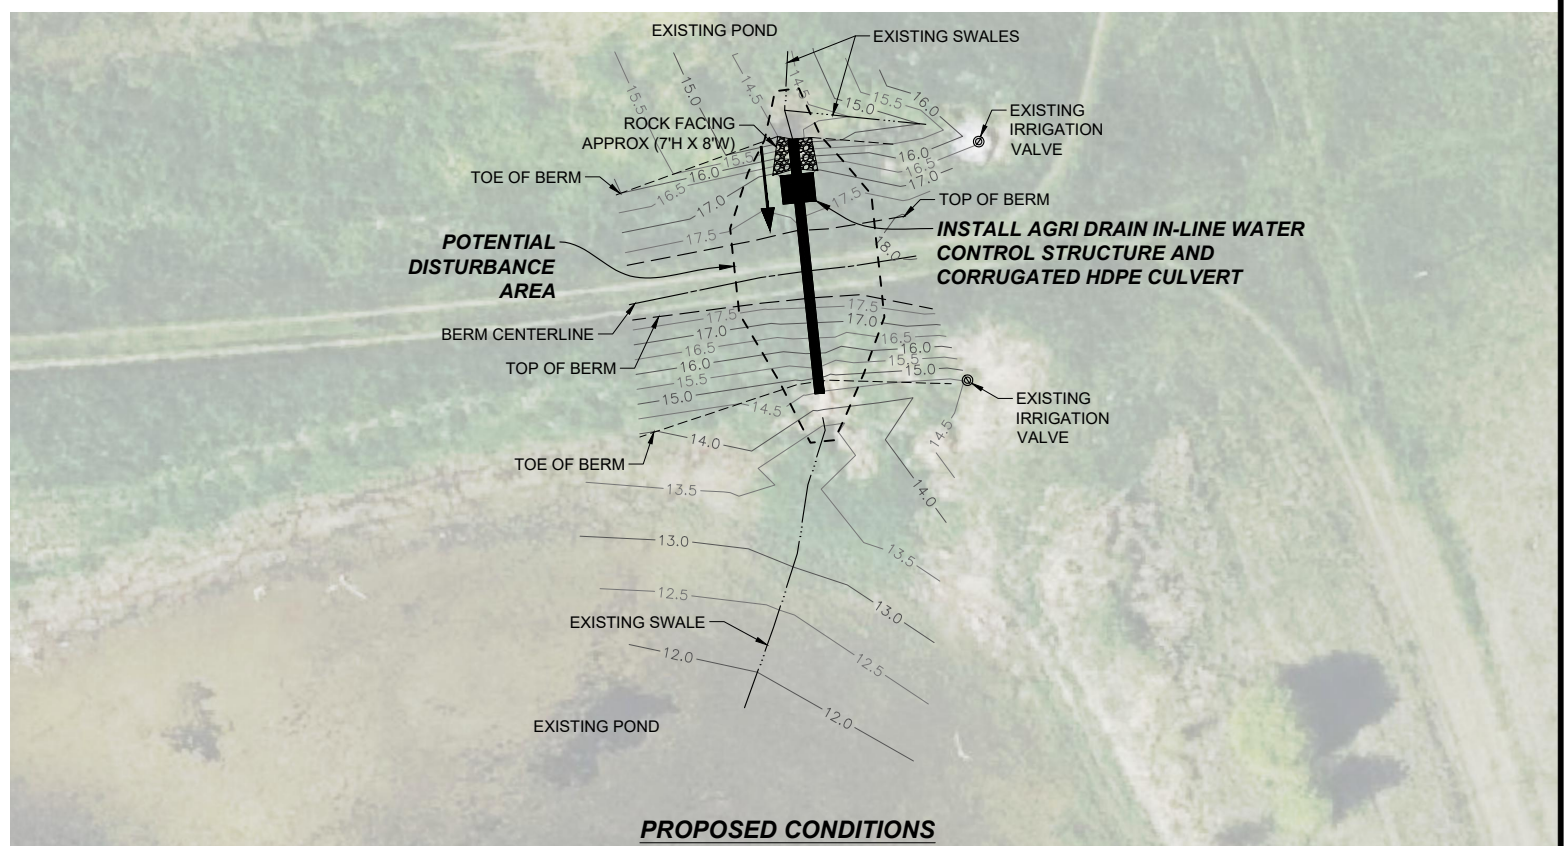 EXISTING POND
EXISTING SWALES
15.5
15.0
14.5
14.5
15.0
15.5
16.0
EXISTING
IRRIGATION
VALVE
ROCK FACING
APPROX (7'H X 8'W)
15.5
16.0
16.5
17.0
17.5
16.0
16.5
17.0
17.5
18.0
TOE OF BERM
TOP OF BERM
POTENTIAL
DISTURBANCE
AREA
INSTALL AGRI DRAIN IN-LINE WATER
CONTROL STRUCTURE AND
CORRUGATED HDPE CULVERT
BERM CENTERLINE
TOP OF BERM
17.5
17.0
16.5
16.0
15.5
15.0
14.5
14.0
17.5
17.0
16.5
16.0
15.5
15.0
14.5
14.0
EXISTING
IRRIGATION
VALVE
TOE OF BERM
13.5
13.0
12.5
12.0
13.5
13.0
12.5
12.0
EXISTING SWALE
EXISTING POND
PROPOSED CONDITIONS